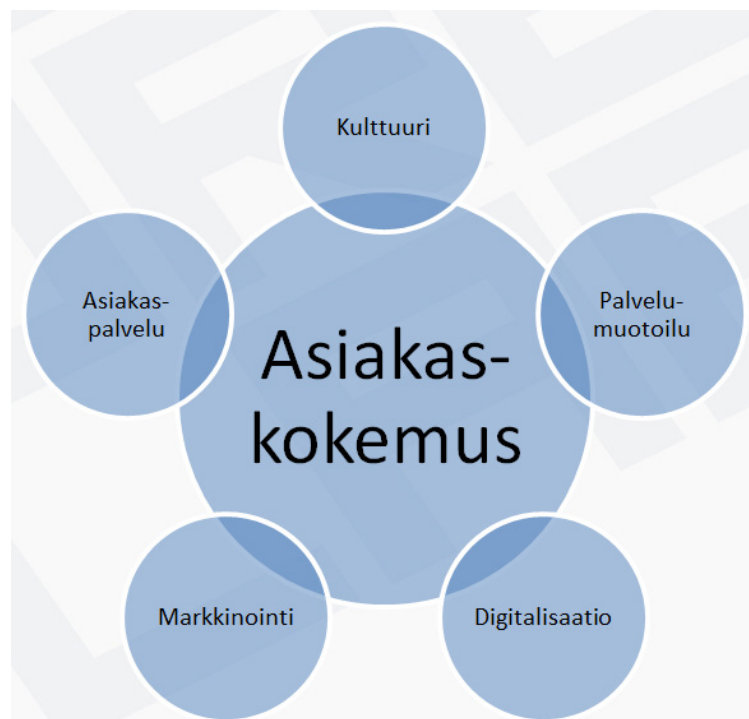 Kulttuuri
Asiakas-
palvelu
Palvelu-
muotoilu
Asiakas-
kokemus
Markkinointi
Digitalisaatio